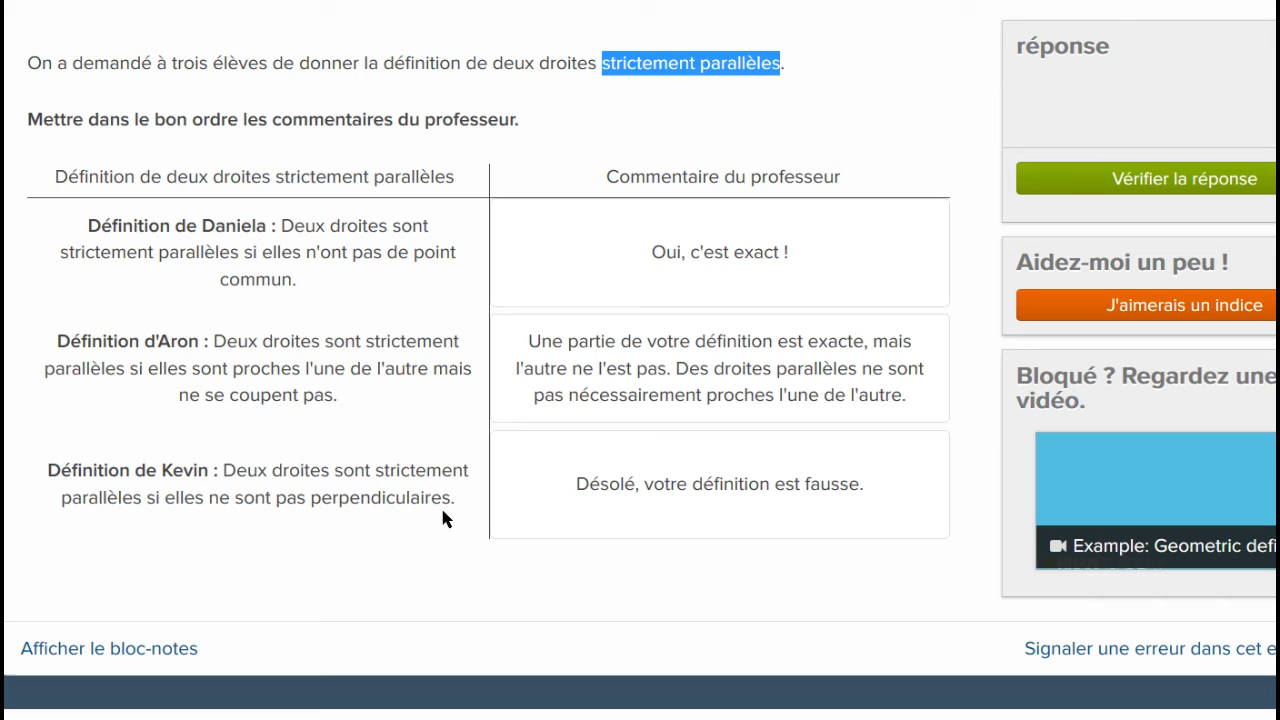 On a demandé à trois élèves de donner la définition de deux droites strictement parallèles.
Mettre dans le bon ordre les commentaires du professeur.
Définition de deux droites strictement parallèles
Commentaire du professeur
Définition de Daniela : Deux droites sont
strictement parallèles si elles n'ont pas de point
commun.
Oui, c'est exact !
Définition d'Aron : Deux droites sont strictement
parallèles si elles sont proches l'une de l'autre mais
ne se coupent pas.
Une partie de votre définition est exacte, mais
l'autre ne l'est pas. Des droites parallèles ne sont
pas nécessairement proches l'une de l'autre.
Définition de Kevin : Deux droites sont strictement
parallèles si elles ne sont pas perpendiculaires.
Désolé, votre définition est fausse.
réponse
Vérifier la réponse
Aidez-moi un peu !
J'aimerais un indice
Bloqué ? Regardez une
vidéo.
Example: Geometric defi
Afficher le bloc-notes
Signaler une erreur dans cet e